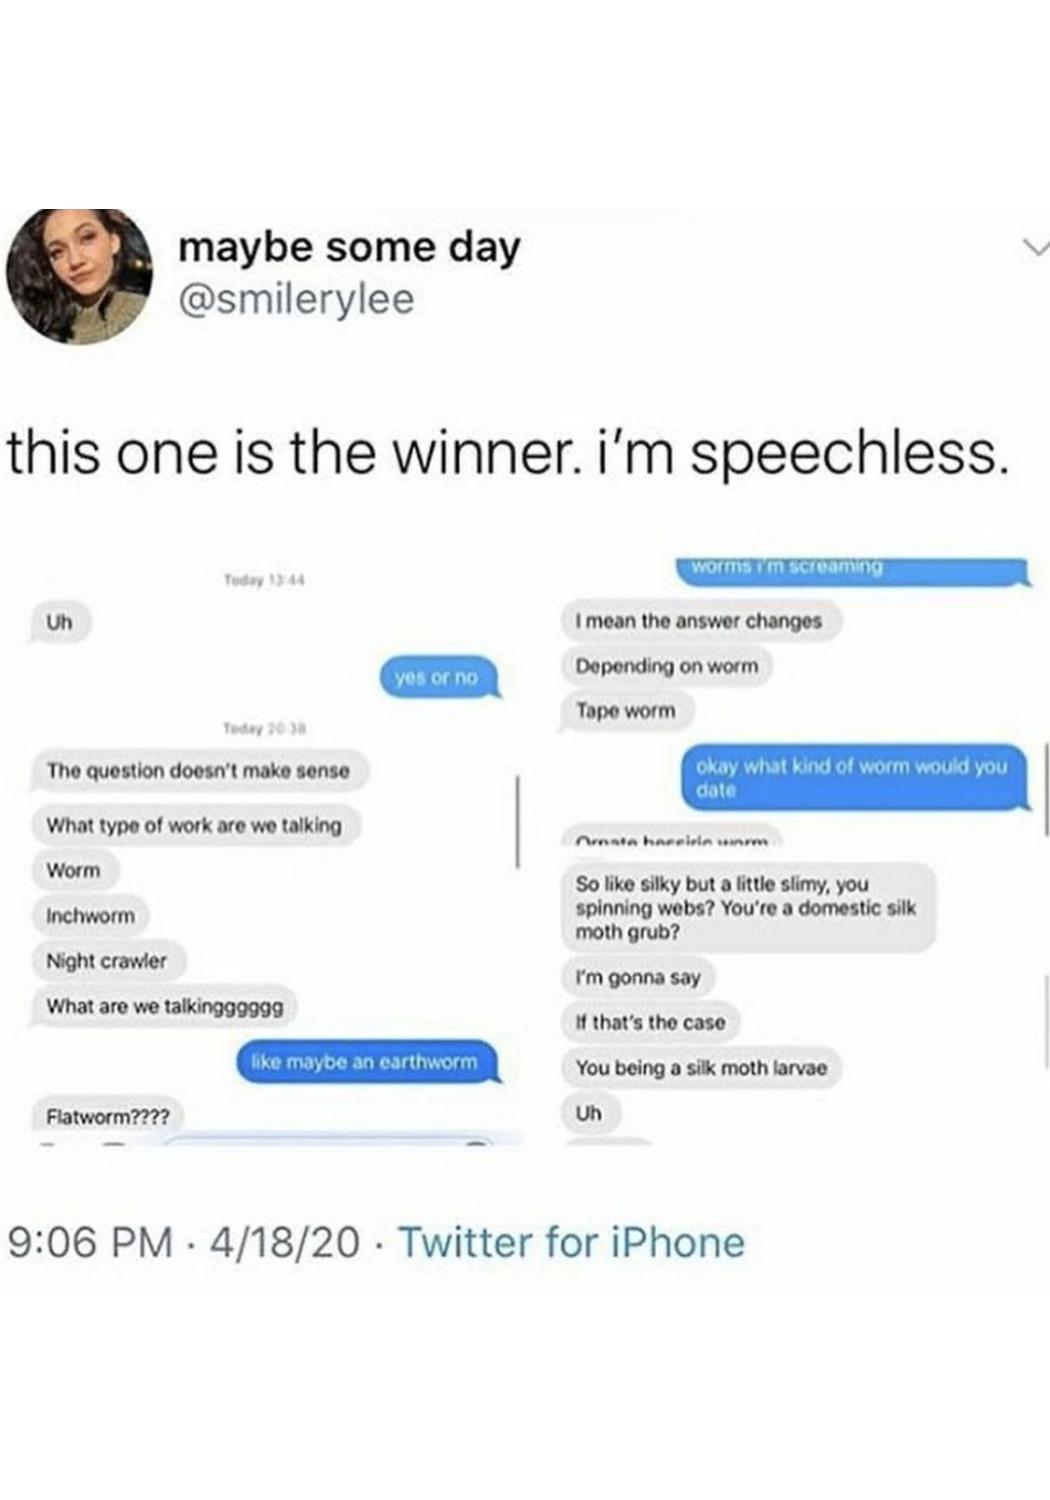 maybe some day
@smilerylee
this one is the winner. i'm speechless.
Today 13:44
Uh
yes or no
Today 20:38
The question doesn't make sense
What type of work are we talking
Worm
Inchworm
Night crawler
What are we talkingggggg
like maybe an earthworm
Flatworm????
worms i'm screaming
I mean the answer changes
Depending on worm
Tape worm
okay what kind of worm would you
date
So like silky but a little slimy, you
spinning webs? You're a domestic silk
moth grub?
I'm gonna say
If that's the case
You being a silk moth larvae
Uh
9:06 PM · 4/18/20 · Twitter for iPhone